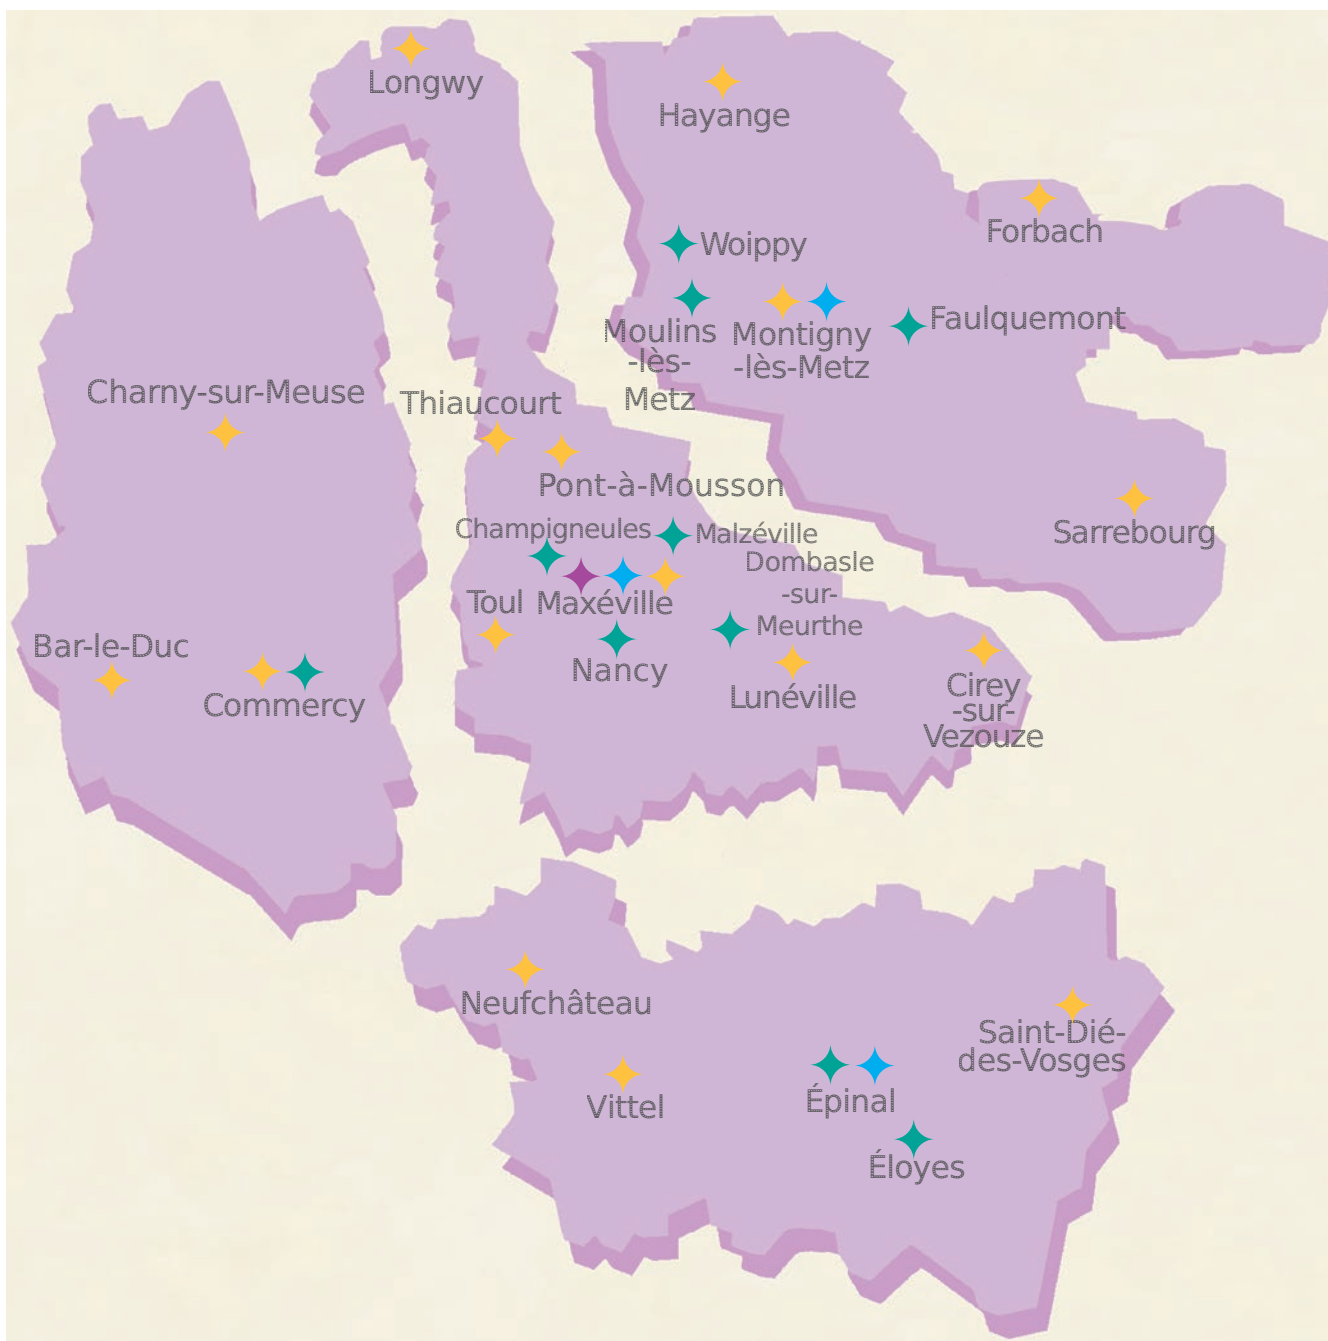 Longwy
Hayange
Forbach
Woippy
Moulins
-lès-
Metz
Montigny
-lès-Metz
Faulquemont
Charny-sur-Meuse
Thiaucourt
Pont-à-Mousson
Sarrebourg
Champigneules
Malzéville
Dombasle
-sur-
Meurthe
Toul
Maxéville
Bar-le-Duc
Commercy
Nancy
Lunéville
Cirey
-sur-
Vezouze
Neufchâteau
Saint-Dié-
des-Vosges
Vittel
Épinal
Éloyes